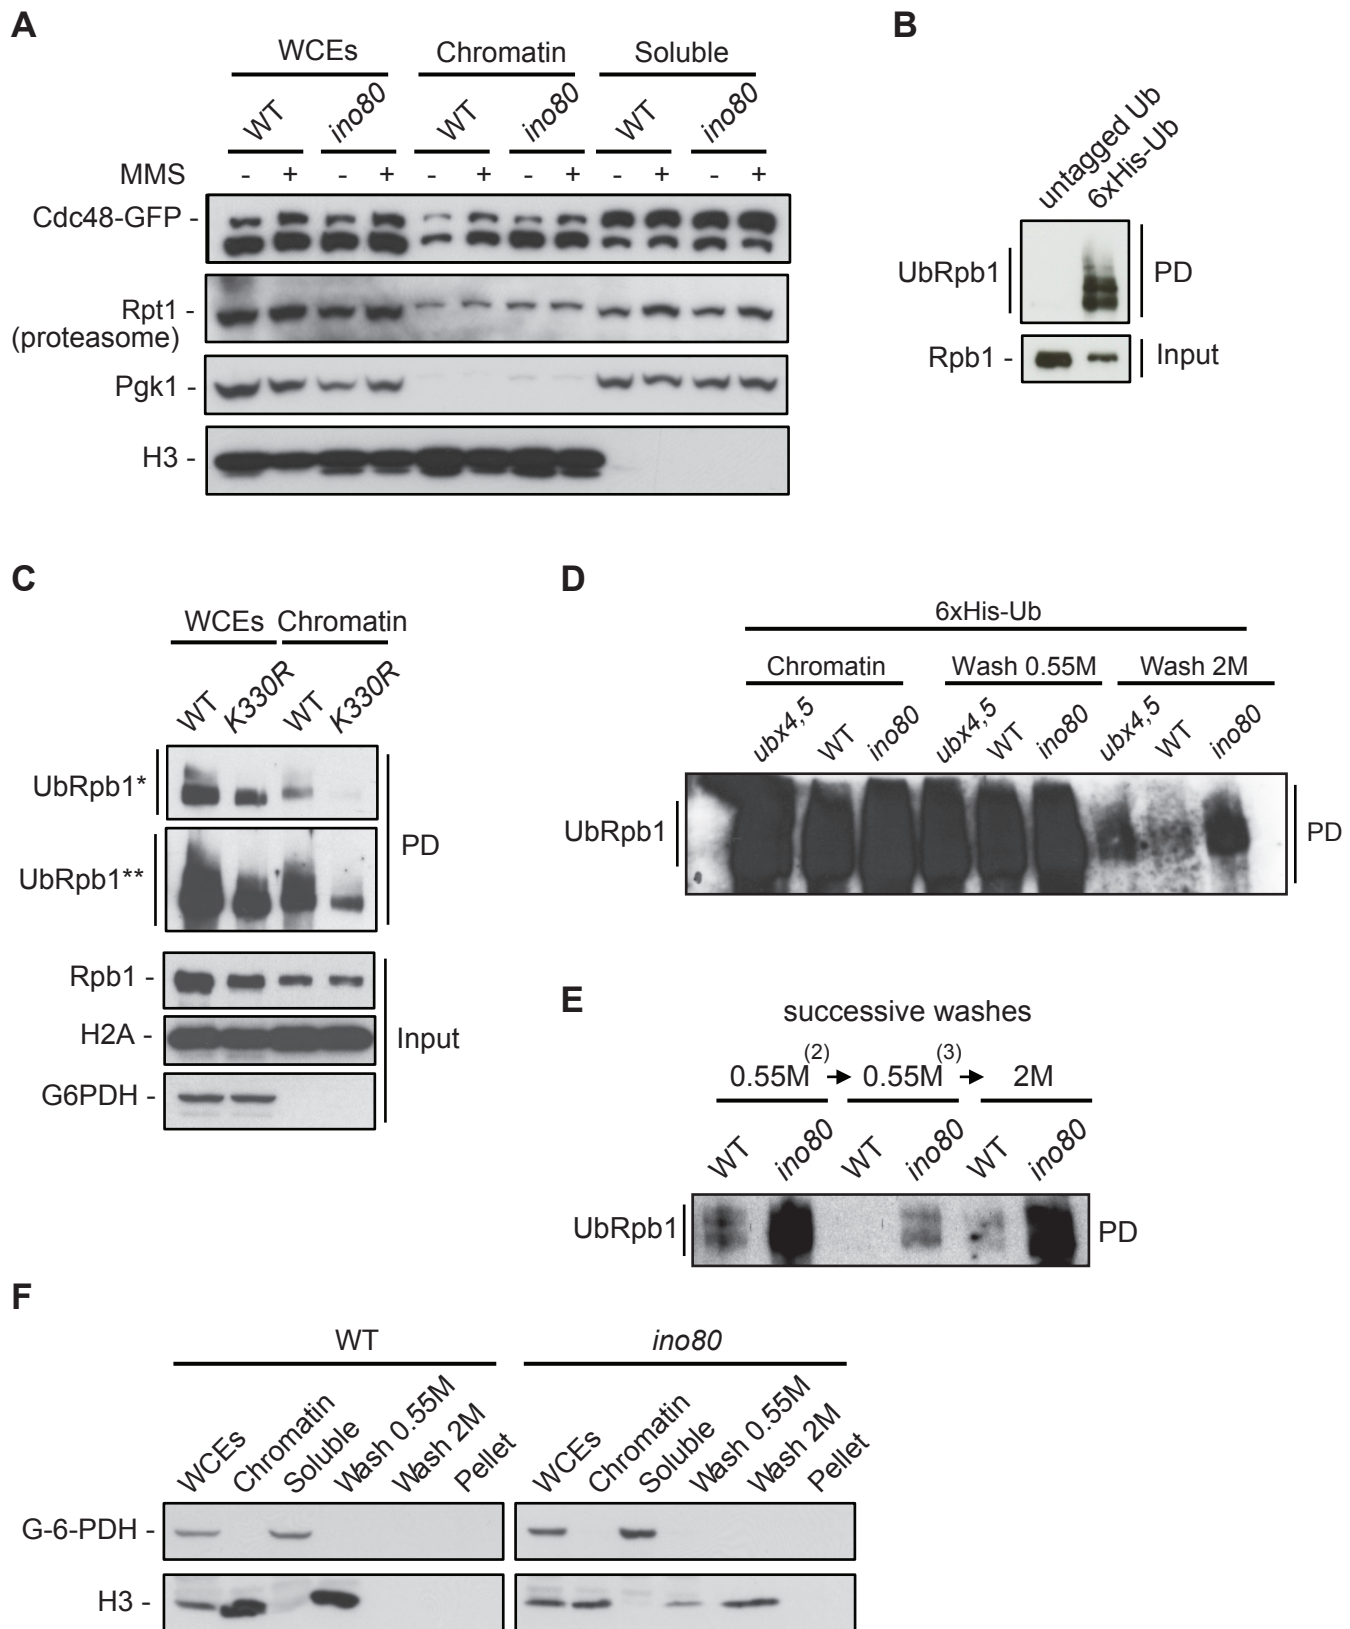 A
WCEs Chromatin Soluble
WT ino80 WT ino80 WT ino80
MMS - + - + - + - + - + - +
Cdc48-GFP -
Rpt1 -
(proteasome)
Pgk1 -
H3 -
B
untagged Ub
6xHis-Ub
UbRpb1 PD
Rpb1 - Input
C
WCEs Chromatin
WT K330R WT K330R
UbRpb1*
UbRpb1**
PD
Rpb1 -
H2A -
G6PDH -
Input
D
6xHis-Ub
Chromatin Wash 0.55M Wash 2M
ubx4,5 WT ino80 ubx4,5 WT ino80 ubx4,5 WT ino80
UbRpb1 PD
E
successive washes
0.55M(2) → 0.55M(3) → 2M
WT ino80 WT ino80 WT ino80
UbRpb1 PD
F
WT ino80
WCEs Chromatin Soluble Wash 0.55M Wash 2M Pellet WCEs Chromatin Soluble Wash 0.55M Wash 2M Pellet
G-6-PDH -
H3 -